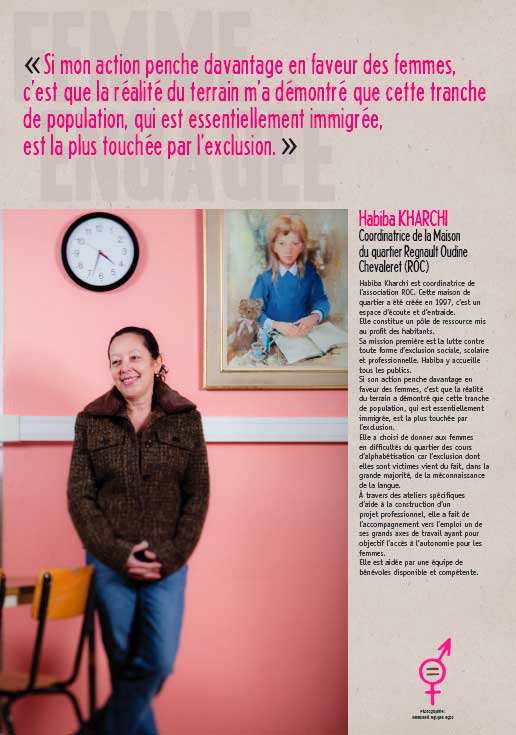 FEMME
ENGAGÉE
« Si mon action penche davantage en faveur des femmes,
c'est que la réalité du terrain m'a démontré que cette tranche
de population, qui est essentiellement immigrée,
est la plus touchée par l'exclusion. »
Habiba KHARCHI
Coordinatrice de la Maison
du quartier Regnault Oudine
Chevaleret (ROC)
Habiba Kharchi est coordinatrice de
l'association ROC. Cette maison de
quartier a été créée en 1997, c'est un
espace d'écoute et d'entraide.
Elle constitue un pôle de ressource mis
au profit des habitants.
Sa mission première est la lutte contre
toute forme d'exclusion sociale, scolaire
et professionnelle. Habiba y accueille
tous les publics.
Si son action penche davantage en
faveur des femmes, c'est que la réalité
du terrain a démontré que cette tranche
de population, qui est essentiellement
immigrée, est la plus touchée par
l'exclusion.
Elle a choisi de donner aux femmes
en difficultés du quartier des cours
d'alphabétisation car l'exclusion dont
elles sont victimes vient du fait, dans la
grande majorité, de la méconnaissance
de la langue.
À travers des ateliers spécifiques
d'aide à la construction d'un
projet professionnel, elle a fait de
l'accompagnement vers l'emploi un de
ses grands axes de travail ayant pour
objectif l'accès à l'autonomie pour les
femmes.
Elle est aidée par une équipe de
bénévoles disponible et compétente.
Photographie: